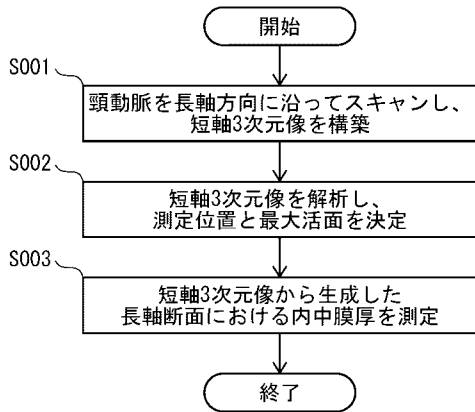 開始
S001
頸動脈を長軸方向に沿ってスキャンし、
短軸3次元像を構築
S002
短軸3次元像を解析し、
測定位置と最大活面を決定
S003
短軸3次元像から生成した
長軸断面における内中膜厚を測定
終了